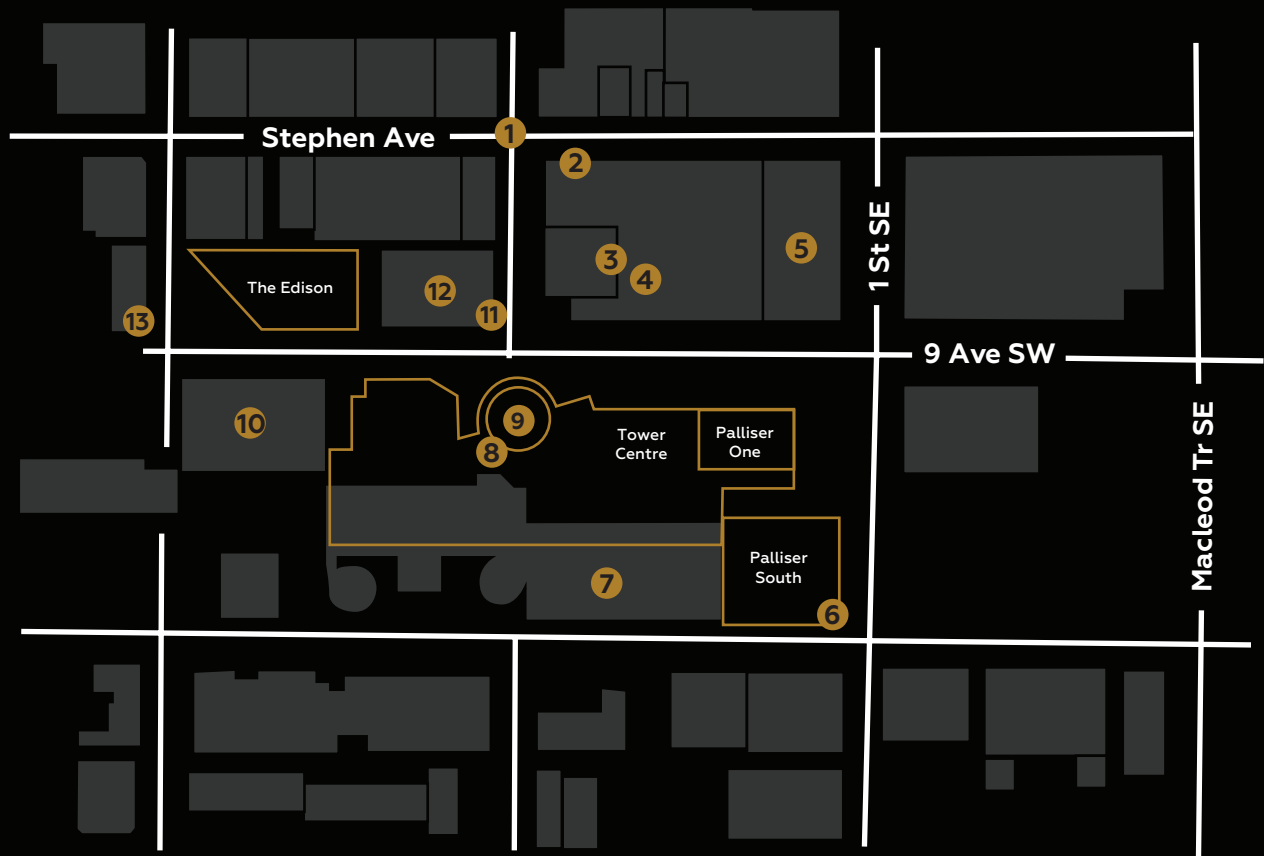 1
Stephen Ave
2
1 St SE
5
3
4
The Edison
12
11
13
9 Ave SW
10
9
8
Tower
Centre
Palliser
One
Macleod Tr SE
Palliser
South
7
6